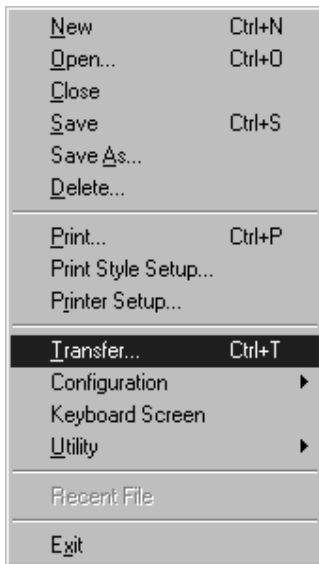 New Ctrl+N
Open... Ctrl+O
Close
Save Ctrl+S
Save As...
Delete...
Print... Ctrl+P
Print Style Setup...
Printer Setup...
Transfer... Ctrl+T
Configuration
Keyboard Screen
Utility
Recent File
Exit